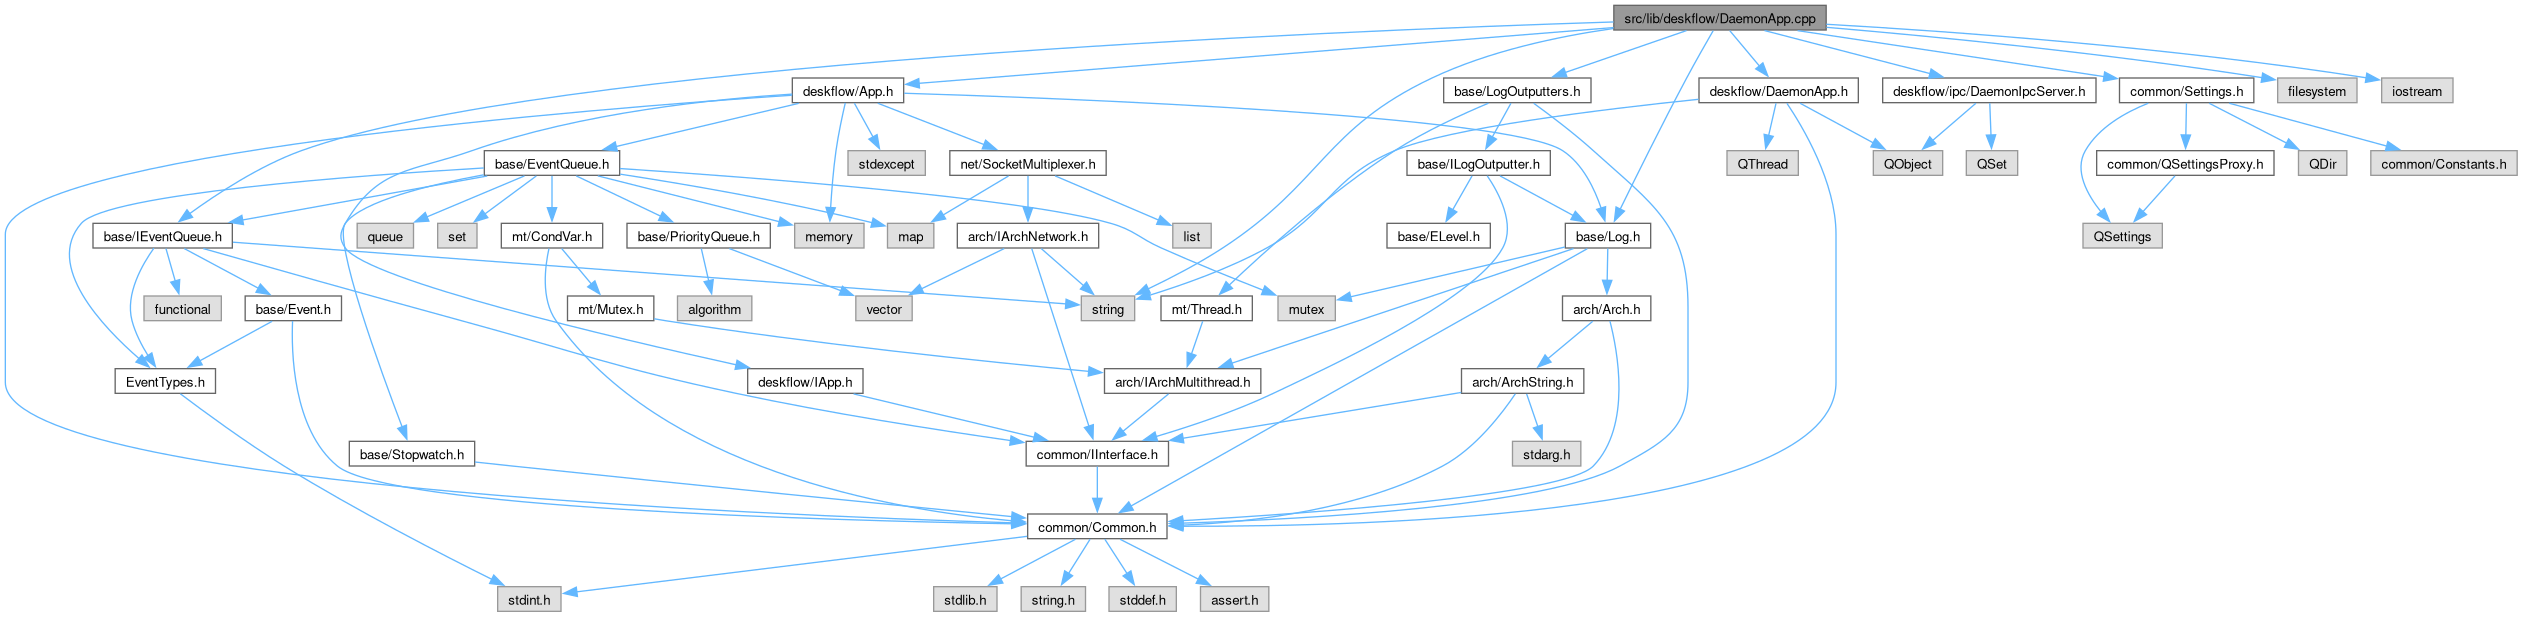 src/lib/deskflow/DaemonApp.cpp
deskflow/App.h
base/LogOutputters.h
deskflow/DaemonApp.h
deskflow/ipc/DaemonIpcServer.h
common/Settings.h
filesystem
iostream
base/EventQueue.h
stdexcept
net/SocketMultiplexer.h
base/ILogOutputter.h
QThread
QObject
QSet
common/QSettingsProxy.h
QDir
common/Constants.h
base/IEventQueue.h
queue
set
mt/CondVar.h
base/PriorityQueue.h
memory
map
arch/IArchNetwork.h
list
base/ELevel.h
base/Log.h
QSettings
functional
base/Event.h
mt/Mutex.h
algorithm
vector
string
mt/Thread.h
mutex
arch/Arch.h
EventTypes.h
deskflow/IApp.h
arch/IArchMultithread.h
arch/ArchString.h
base/Stopwatch.h
common/IInterface.h
stdarg.h
common/Common.h
stdint.h
stdlib.h
string.h
stddef.h
assert.h